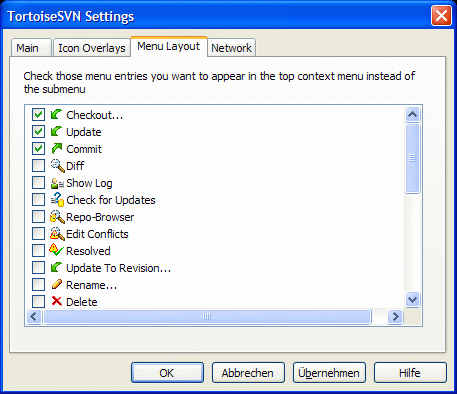 TortoiseSVN Settings
Main Icon Overlays Menu Layout Network
Check those menu entries you want to appear in the top context menu instead of
the submenu
Checkout...
Update
Commit
Diff
Show Log
Check for Updates
Repo-Browser
Edit Conflicts
Resolved
Update To Revision...
Rename...
Delete
OK Abbrechen Übernehmen Hilfe